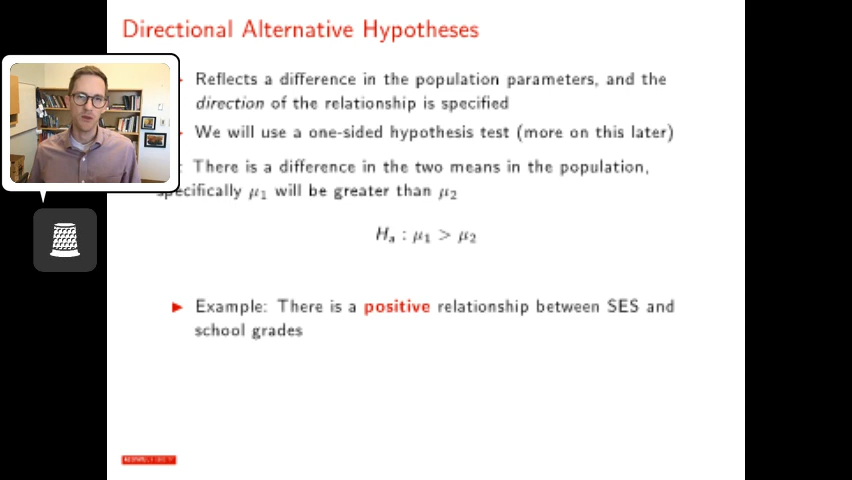 Directional Alternative Hypotheses
Reflects a difference in the population parameters, and the
direction of the relationship is specified
We will use a one-sided hypothesis test (more on this later)
: There is a difference in the two means in the population,
specifically μ₁ will be greater than μ₂
Hₐ : μ₁ > μ₂
▶ Example: There is a positive relationship between SES and
school grades